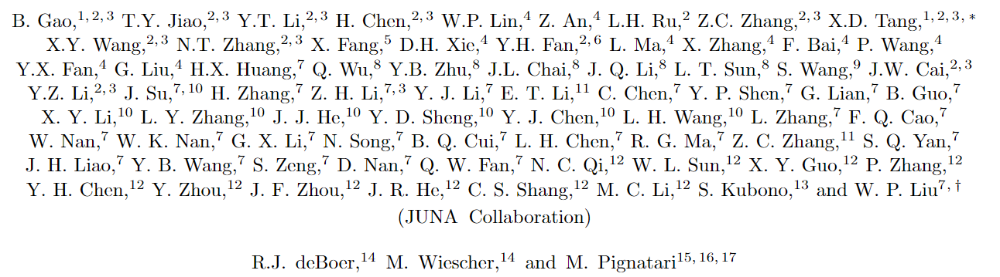 B. Gao,1, 2, 3 T.Y. Jiao,2, 3 Y.T. Li,2, 3 H. Chen,2, 3 W.P. Lin,4 Z. An,4 L.H. Ru,2 Z.C. Zhang,2, 3 X.D. Tang,1, 2, 3, *
X.Y. Wang,2, 3 N.T. Zhang,2, 3 X. Fang,5 D.H. Xie,4 Y.H. Fan,2, 6 L. Ma,4 X. Zhang,4 F. Bai,4 P. Wang,4
Y.X. Fan,4 G. Liu,4 H.X. Huang,7 Q. Wu,8 Y.B. Zhu,8 J.L. Chai,8 J. Q. Li,8 L. T. Sun,8 S. Wang,9 J.W. Cai,2, 3
Y.Z. Li,2, 3 J. Su,7, 10 H. Zhang,7 Z. H. Li,7, 3 Y. J. Li,7 E. T. Li,11 C. Chen,7 Y. P. Shen,7 G. Lian,7 B. Guo,7
X. Y. Li,10 L. Y. Zhang,10 J. J. He,10 Y. D. Sheng,10 Y. J. Chen,10 L. H. Wang,10 L. Zhang,7 F. Q. Cao,7
W. Nan,7 W. K. Nan,7 G. X. Li,7 N. Song,7 B. Q. Cui,7 L. H. Chen,7 R. G. Ma,7 Z. C. Zhang,11 S. Q. Yan,7
J. H. Liao,7 Y. B. Wang,7 S. Zeng,7 D. Nan,7 Q. W. Fan,7 N. C. Qi,12 W. L. Sun,12 X. Y. Guo,12 P. Zhang,12
Y. H. Chen,12 Y. Zhou,12 J. F. Zhou,12 J. R. He,12 C. S. Shang,12 M. C. Li,12 S. Kubono,13 and W. P. Liu7, †
(JUNA Collaboration)
R.J. deBoer,14 M. Wiescher,14 and M. Pignatari15, 16, 17